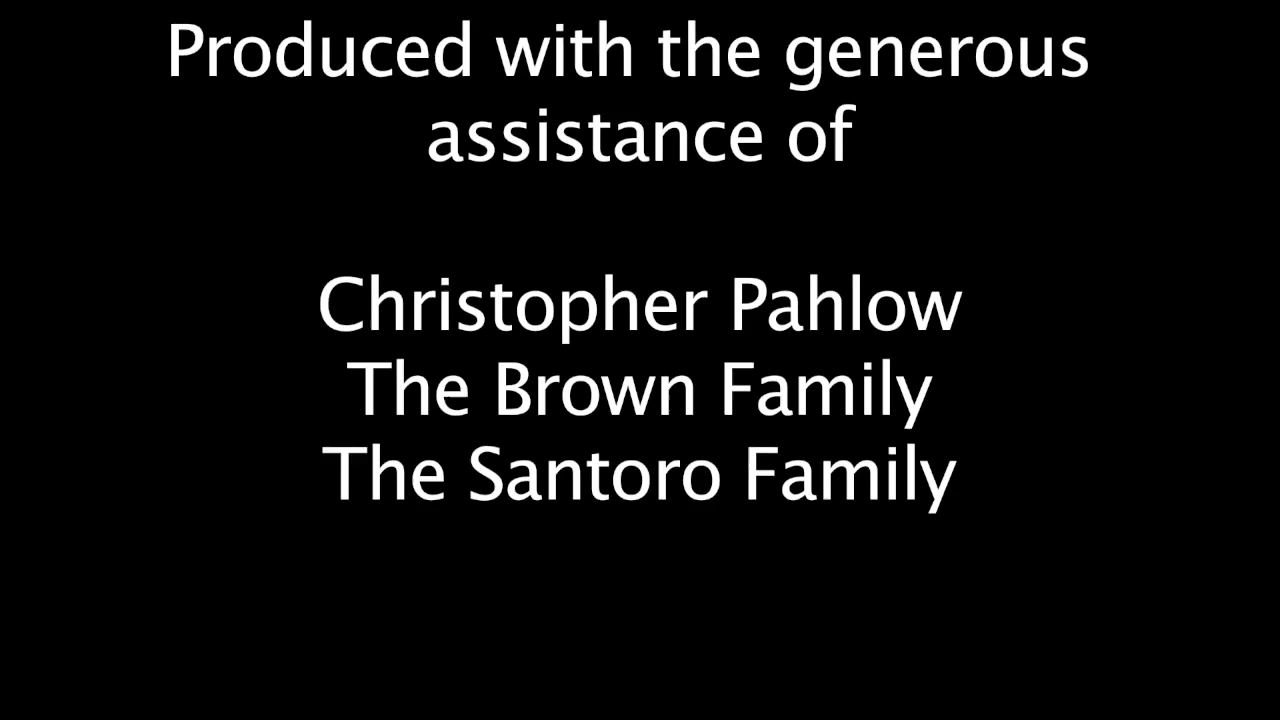 Produced with the generous
assistance of
Christopher Pahlow
The Brown Family
The Santoro Family